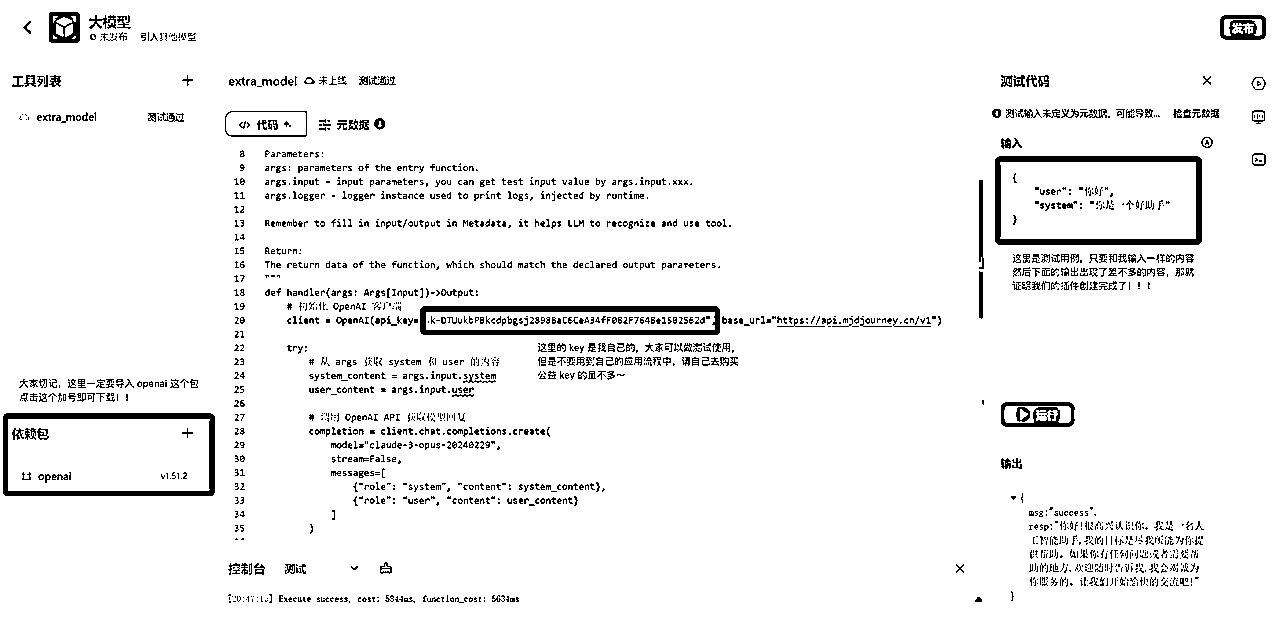 大模型
未发布 引入其他模型
发布
工具列表
extra_model 测试通过
大家切记，这里一定要导入 openai 这个包
点击这个加号即可下载！！
依赖包
openai v1.51.2
extra_model 未上线 测试通过
代码
元数据
8 Parameters:
9 args: parameters of the entry function.
10 args.input - input parameters, you can get test input value by args.input.xxx.
11 args.logger - logger instance used to print logs, injected by runtime.
12
13 Remember to fill in input/output in Metadata, it helps LLM to recognize and use tool.
14
15 Return:
16 The return data of the function, which should match the declared output parameters.
17 """
18 def handler(args: Args[Input])->Output:
19 # 初始化 OpenAI 客户端
20 client = OpenAI(api_key= base_url="https://api.mjdjourney.cn/v1")
21
这里的 key 是我自己的，大家可以做测试使用，
但是不要用到自己的应用流程中，请自己去购买
公益 key 的量不多～
22 try:
23 # 从 args 获取 system 和 user 的内容
24 system_content = args.input.system
25 user_content = args.input.user
26
27 # 调用 OpenAI API 获取模型回复
28 completion = client.chat.completions.create(
29 model="claude-3-opus-20240229",
30 stream=False,
31 messages=[
32 {"role": "system", "content": system_content},
33 {"role": "user", "content": user_content}
34 ]
35 )
控制台 测试
Execute success, cost: 5844ms, function_cost: 5634ms
测试代码
测试输入未定义为元数据，可能导致... 检查元数据
输入
{
"user": "你好",
"system": "你是一个好助手"
}
这里是测试用例，只要和我输入一样的内容
然后下面的输出出现了差不多的内容，那就
证明我们的插件创建完成了！！！
运行
输出
{
msg:"success",
resp:"你好!很高兴认识你。我是一名人
工智能助手,我的目标是尽我所能为你提
供帮助。如果你有任何问题或者需要帮
助的地方,欢迎随时告诉我,我会竭诚为
你服务的。让我们开始愉快的交流吧!"
}